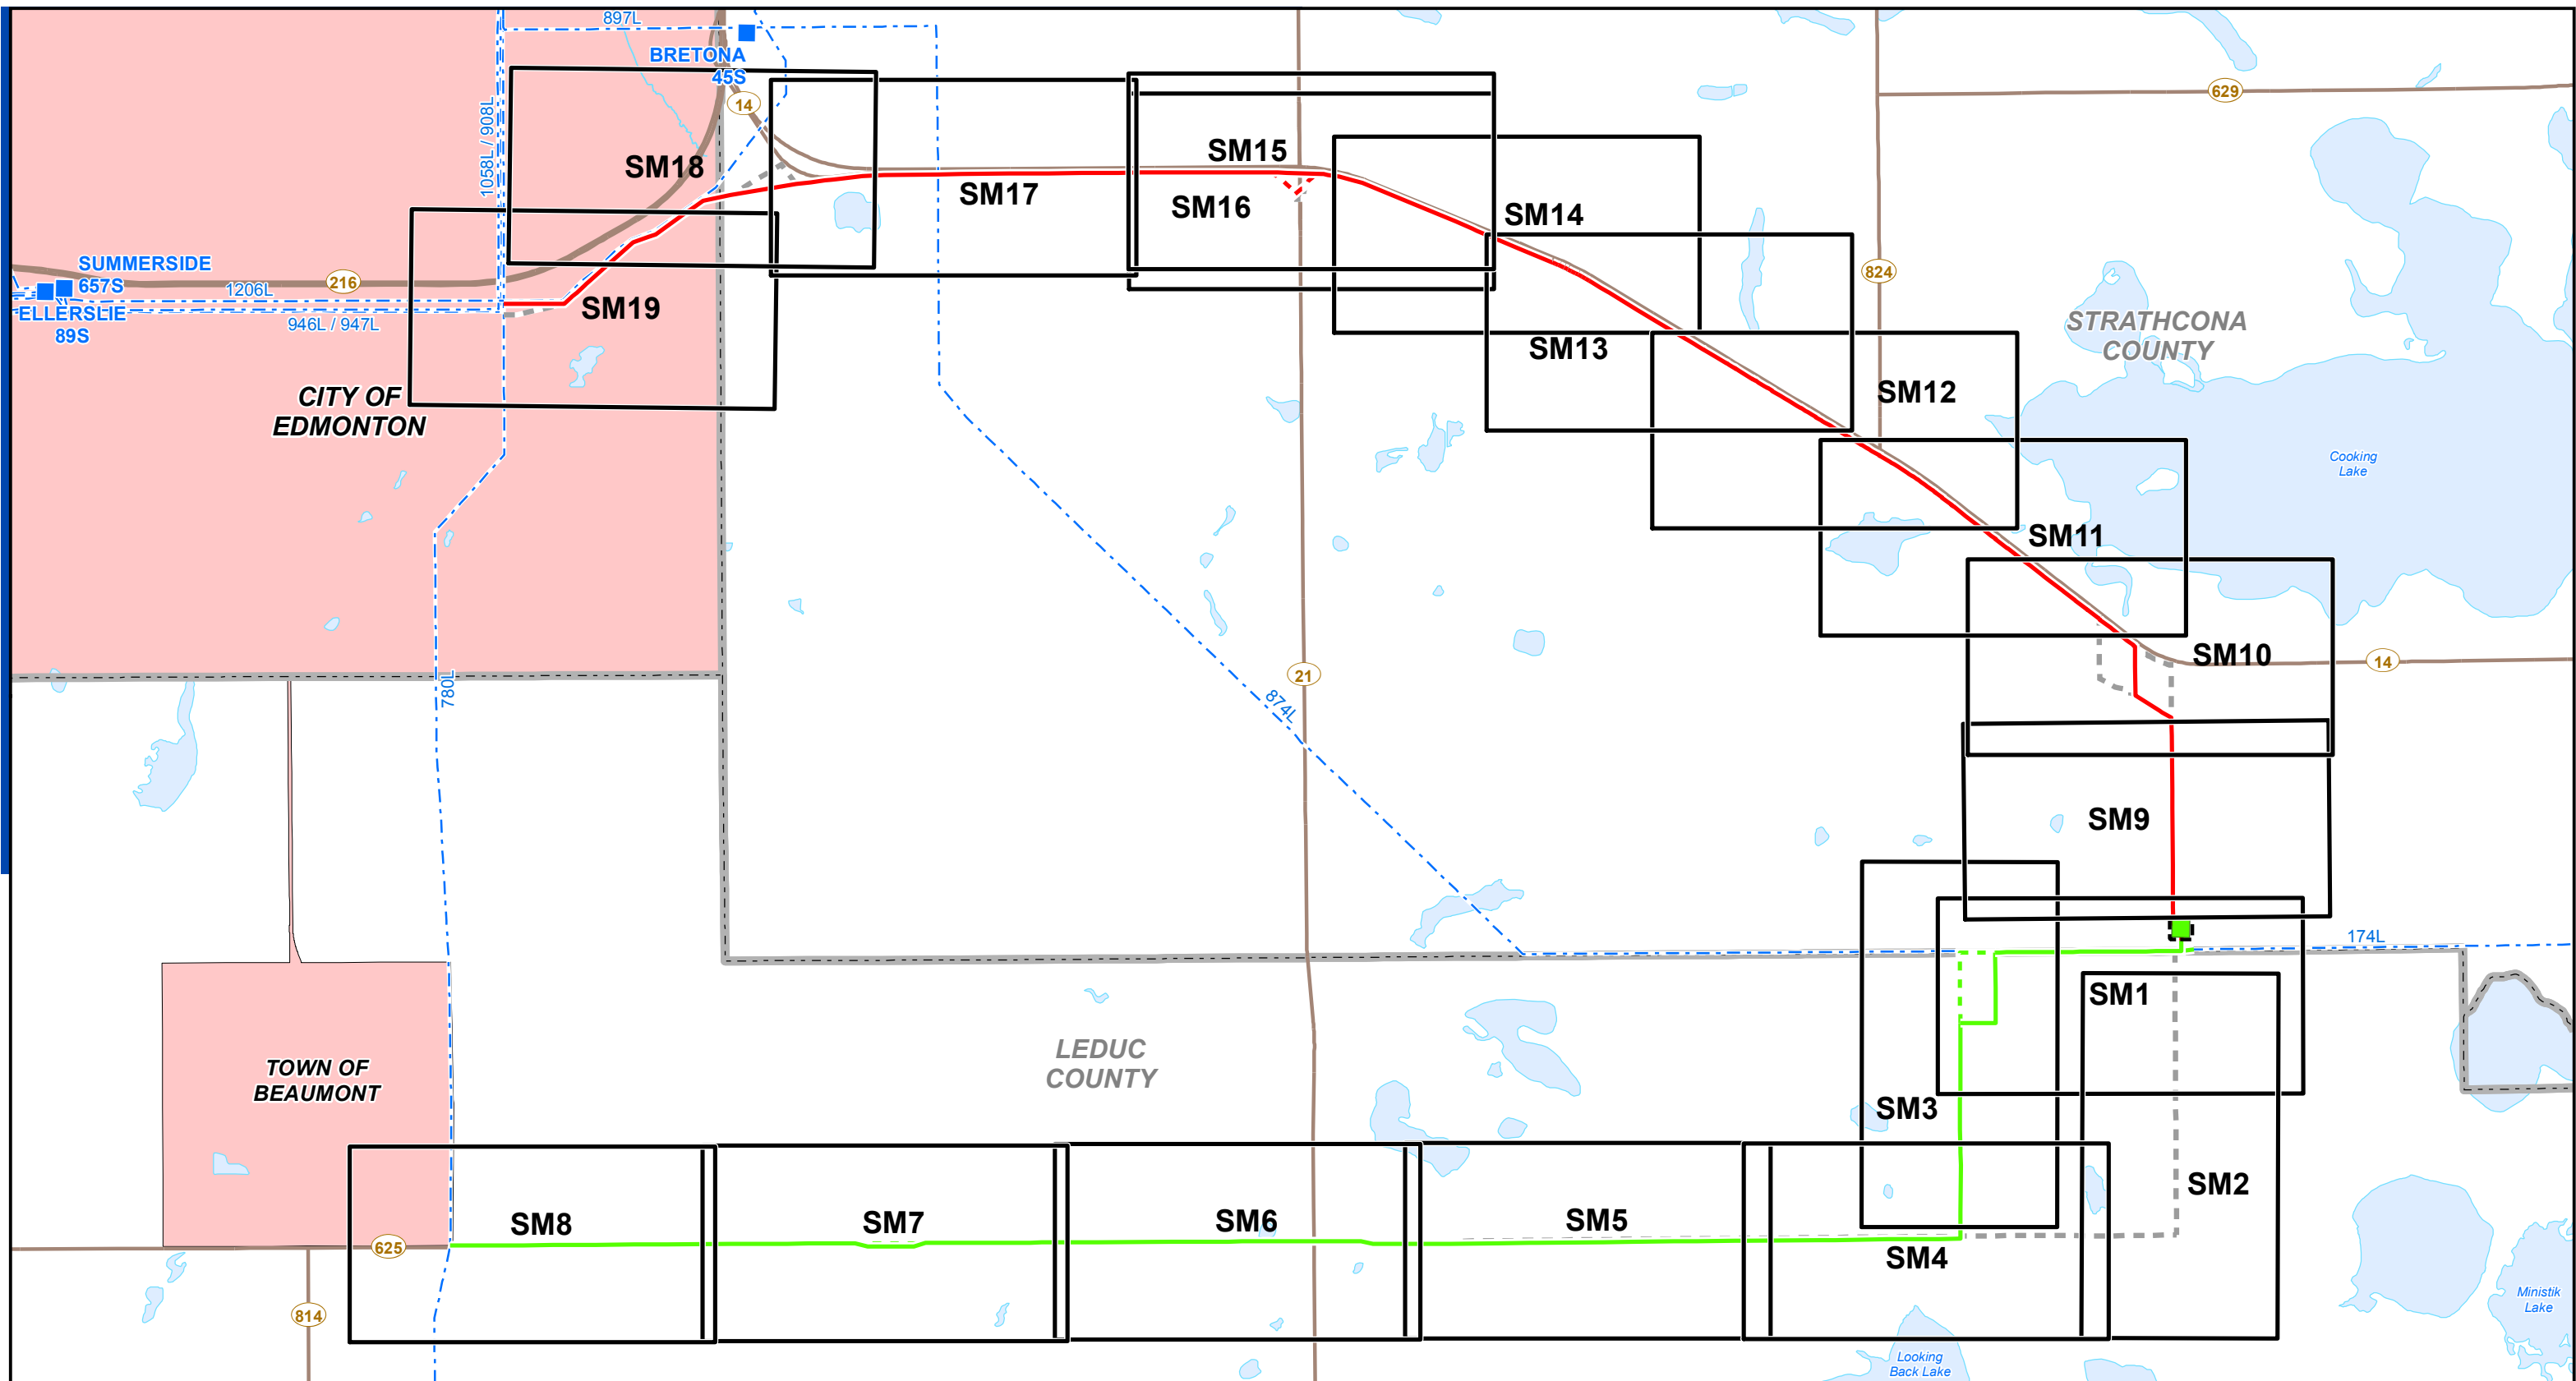 897L
BRETONA
45S
14
629
1058L / 908L
SM18
SM15
SM17
SM16
SM14
SUMMERSIDE
657S
216
1206L
ELLERSLIE
89S
946L / 947L
SM19
824
STRATHCONA
COUNTY
SM13
CITY OF
EDMONTON
SM12
Cooking
Lake
SM11
SM10
14
780L
874L
21
SM9
174L
SM1
LEDUC
COUNTY
TOWN OF
BEAUMONT
SM3
SM2
SM8
SM7
SM6
SM5
625
SM4
814
Ministik
Lake
Looking
Back Lake